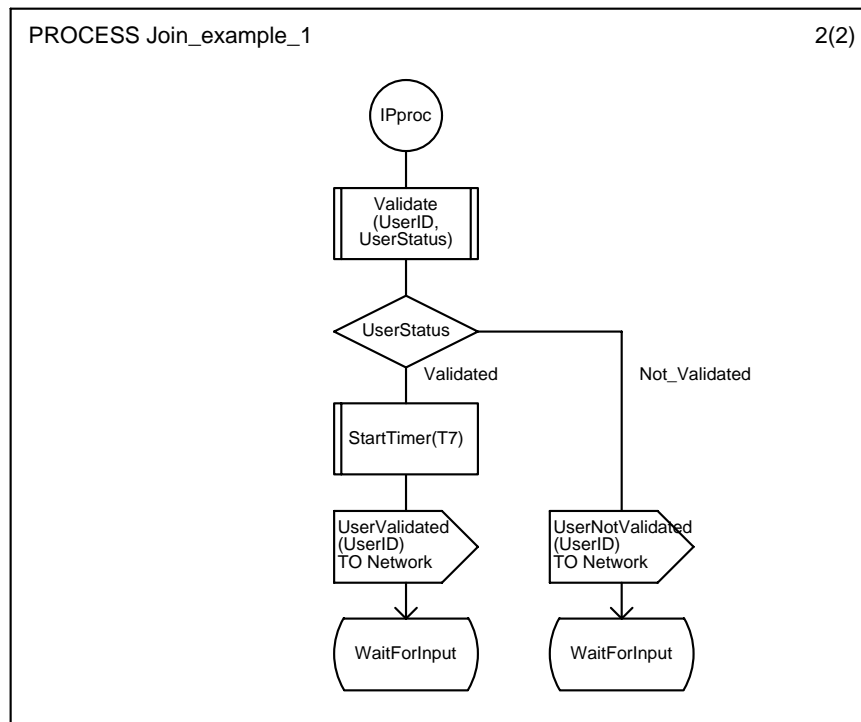 PROCESS Join_example_1
2(2)
IPproc
Validate
(UserID,
UserStatus)
UserStatus
Validated
Not_Validated
StartTimer(T7)
UserValidated
(UserID)
TO Network
UserNotValidated
(UserID)
TO Network
WaitForInput
WaitForInput